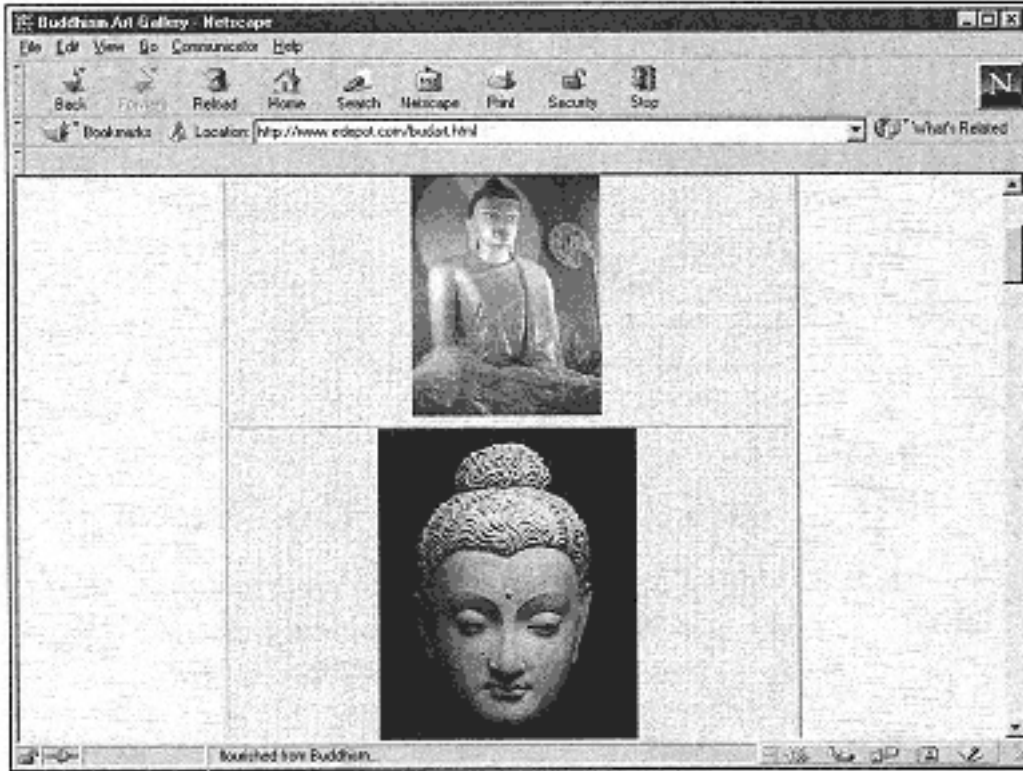 Buddhism Art Gallery - Netscape
File Edit View Go Communicator Help
Back Forward Reload Home Search Netscape Print Security Stop
N
Bookmarks Location: http://www.edepot.com/budart.html What's Related
flourished from Buddhism...